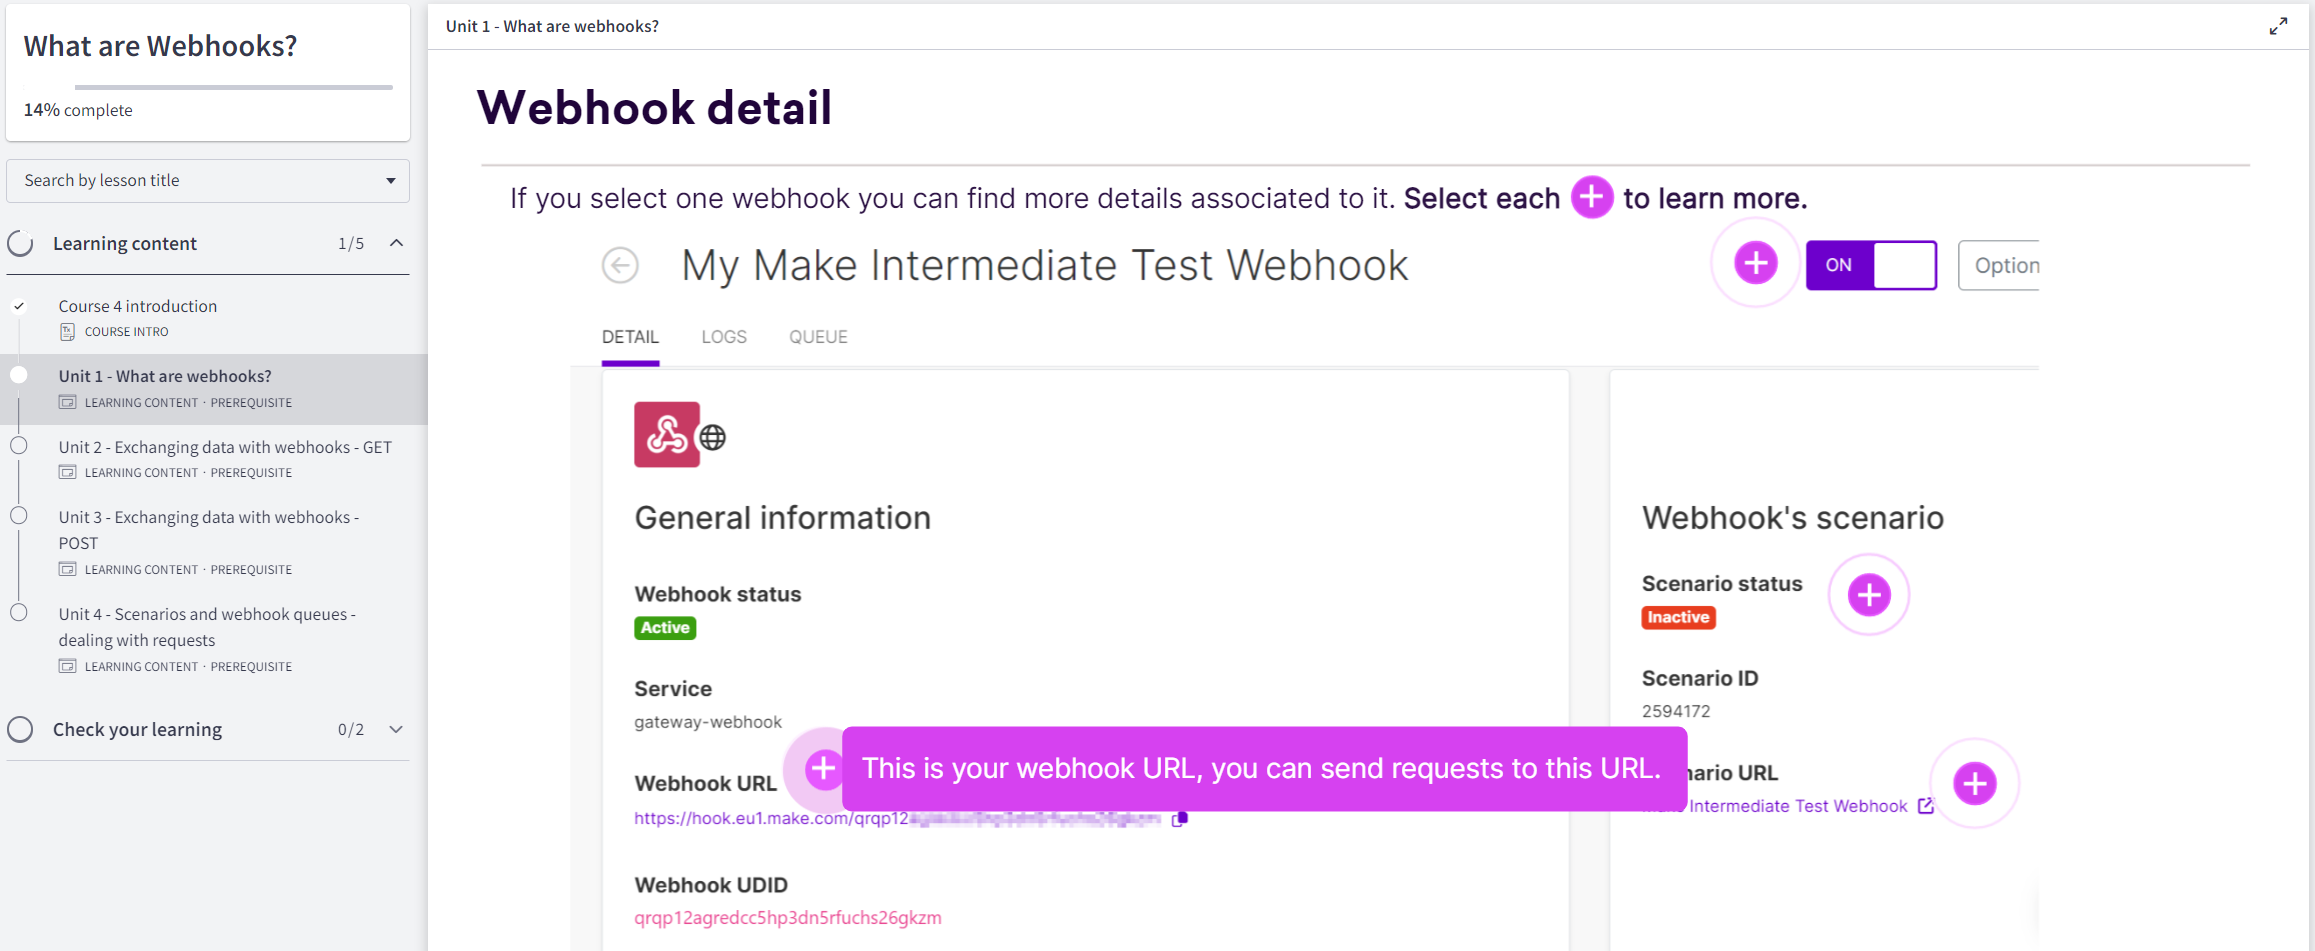 What are Webhooks?
14% complete
Search by lesson title
Learning content 1/5
Course 4 introduction
COURSE INTRO
Unit 1 - What are webhooks?
LEARNING CONTENT · PREREQUISITE
Unit 2 - Exchanging data with webhooks - GET
LEARNING CONTENT · PREREQUISITE
Unit 3 - Exchanging data with webhooks -
POST
LEARNING CONTENT · PREREQUISITE
Unit 4 - Scenarios and webhook queues -
dealing with requests
LEARNING CONTENT · PREREQUISITE
Check your learning 0/2
Unit 1 - What are webhooks?
Webhook detail
If you select one webhook you can find more details associated to it. Select each + to learn more.
My Make Intermediate Test Webhook
ON
Option
DETAIL LOGS QUEUE
General information
Webhook status
Active
Service
gateway-webhook
Webhook URL
This is your webhook URL, you can send requests to this URL.
https://hook.eu1.make.com/qrqp12
Webhook UDID
qrqp12agredcc5hp3dn5rfuchs26gkzm
Webhook's scenario
Scenario status
Inactive
Scenario ID
2594172
nario URL
Intermediate Test Webhook